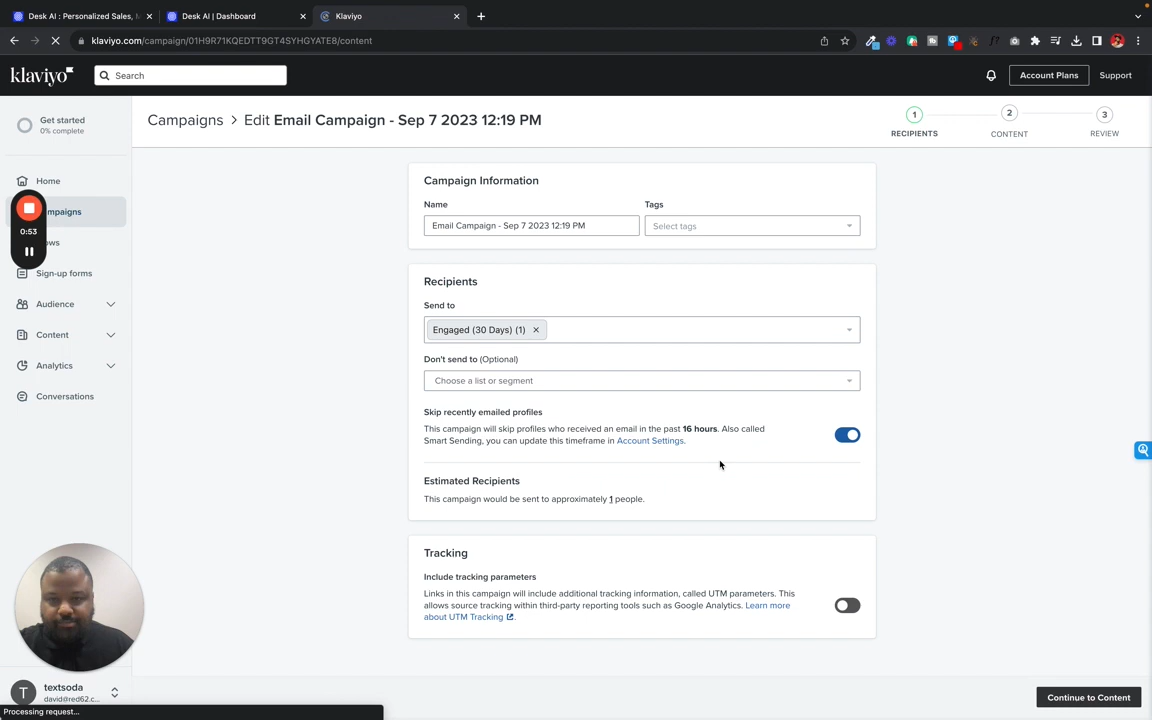 Desk AI : Personalized Sales, M
Desk AI | Dashboard
Klaviyo
klaviyo.com/campaign/01H9R71KQEDTT9GT4SYHGYATE8/content
klaviyo
Search
Account Plans
Support
Get started
0% complete
Campaigns > Edit Email Campaign - Sep 7 2023 12:19 PM
1
RECIPIENTS
2
CONTENT
3
REVIEW
Home
mpaigns
ows
Sign-up forms
Audience
Content
Analytics
Conversations
0:53
Campaign Information
Name
Tags
Email Campaign - Sep 7 2023 12:19 PM
Select tags
Recipients
Send to
Engaged (30 Days) (1)
Don't send to (Optional)
Choose a list or segment
Skip recently emailed profiles
This campaign will skip profiles who received an email in the past 16 hours. Also called
Smart Sending, you can update this timeframe in Account Settings.
Estimated Recipients
This campaign would be sent to approximately 1 people.
Tracking
Include tracking parameters
Links in this campaign will include additional tracking information, called UTM parameters. This
allows source tracking within third-party reporting tools such as Google Analytics. Learn more
about UTM Tracking.
T
textsoda
david@red62.c...
Processing request...
Continue to Content